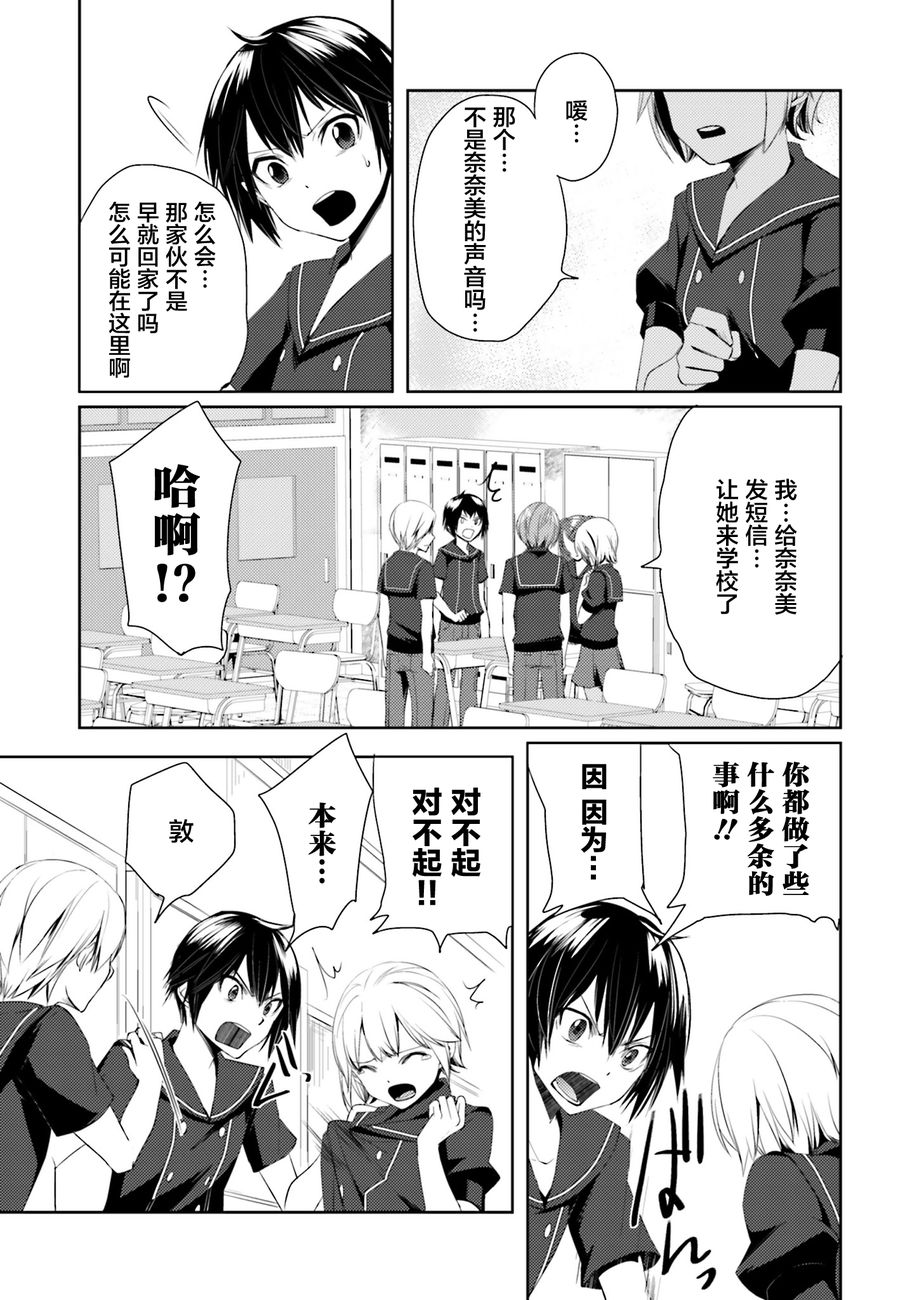 嗳…
那个…
不是奈奈美的声音吗…
怎么会…
那家伙不是
早就回家了吗
怎么可能在这里啊
我…给奈奈美
发短信…
让她来学校了
哈啊!?
你都做了些
什么多余的
事啊!!
因 因为…
ばんっ
对不起
对不起!!
本来…
敦